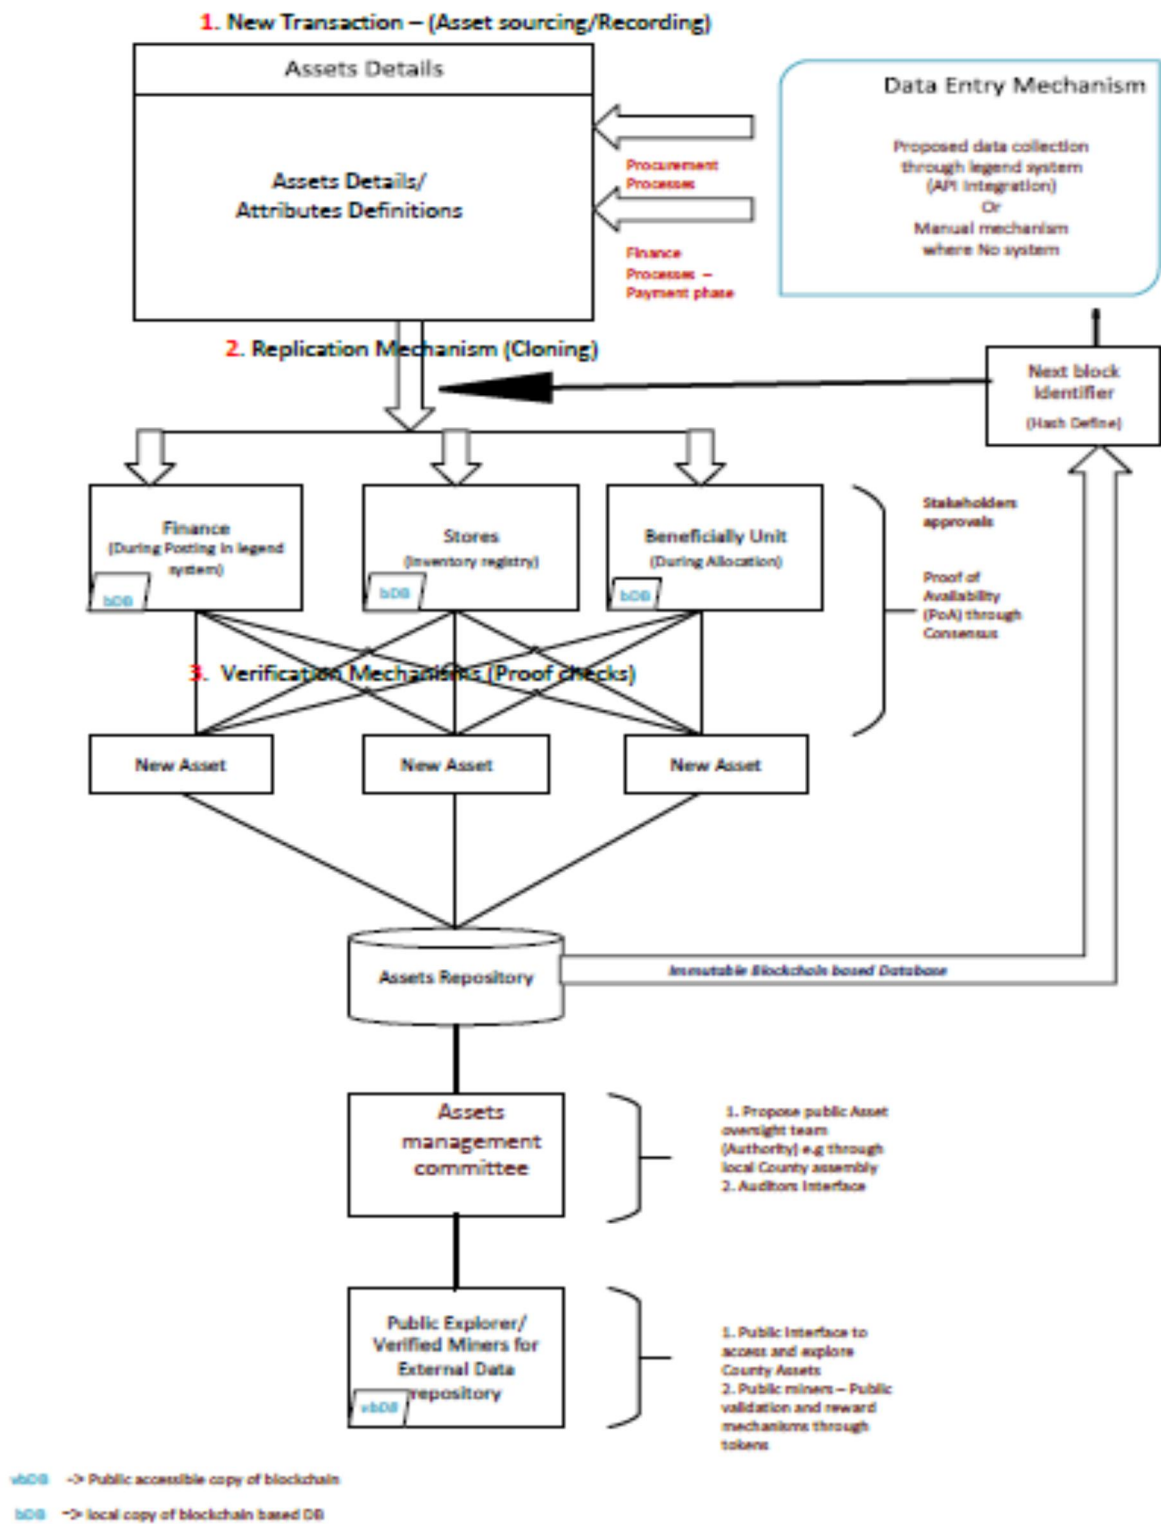 1. New Transaction – (Asset sourcing/Recording)
Assets Details
Assets Details/
Attributes Definitions
Procurement
Processes
Finance
Processes –
Payment phase
Data Entry Mechanism
Proposed data collection
through legend system
(API Integration)
Or
Manual mechanism
where No system
2. Replication Mechanism (Cloning)
Next block
Identifier
(Hash Define)
Finance
(During Posting in legend
system)
bDB
Stores
(Inventory registry)
bDB
Beneficially Unit
(During Allocation)
bDB
Stakeholders
approvals
Proof of
Availability
(PoA) through
Consensus
3. Verification Mechanisms (Proof checks)
New Asset
New Asset
New Asset
Assets Repository
Immutable Blockchain based Database
Assets
management
committee
1. Propose public Asset
oversight team
(Authority) e.g through
local County assembly
2. Auditors Interface
Public Explorer/
Verified Miners for
External Data
repository
vbDB
1. Public Interface to
access and explore
County Assets
2. Public miners – Public
validation and reward
mechanisms through
tokens
vbDB -> Public accessible copy of blockchain
bDB -> local copy of blockchain based DB